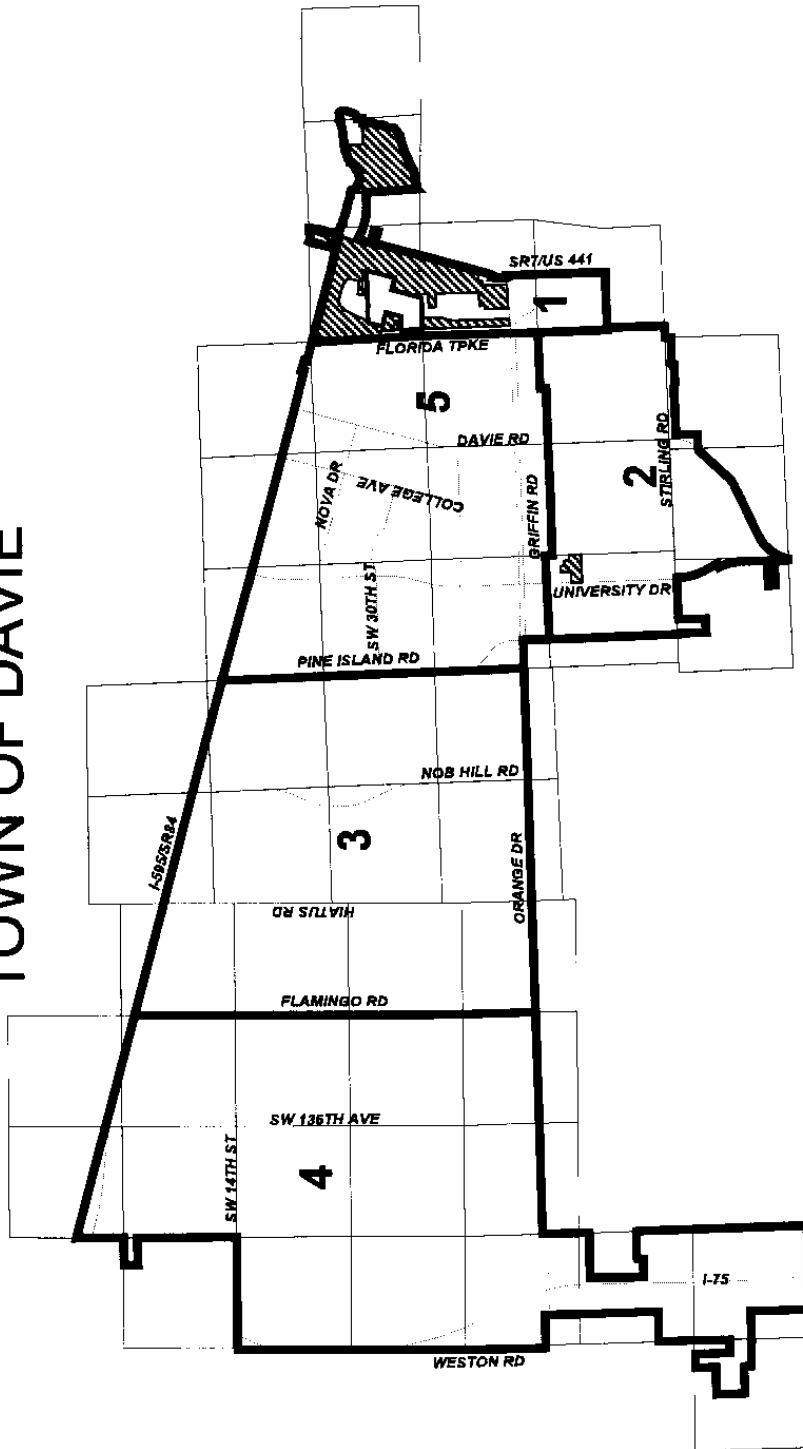 TOWN OF DAVIE
SR7/US 441
1
FLORIDA TPKE
5
DAVIE RD
2
STIRLING RD
NOVA DR
COLLEGE AVE
GRIFFIN RD
SW 30TH ST
UNIVERSITY DR
PINE ISLAND RD
NOB HILL RD
3
I-595/SR84
ORANGE DR
HIATUS RD
FLAMINGO RD
SW 136TH AVE
SW 14TH ST
4
I-75
WESTON RD